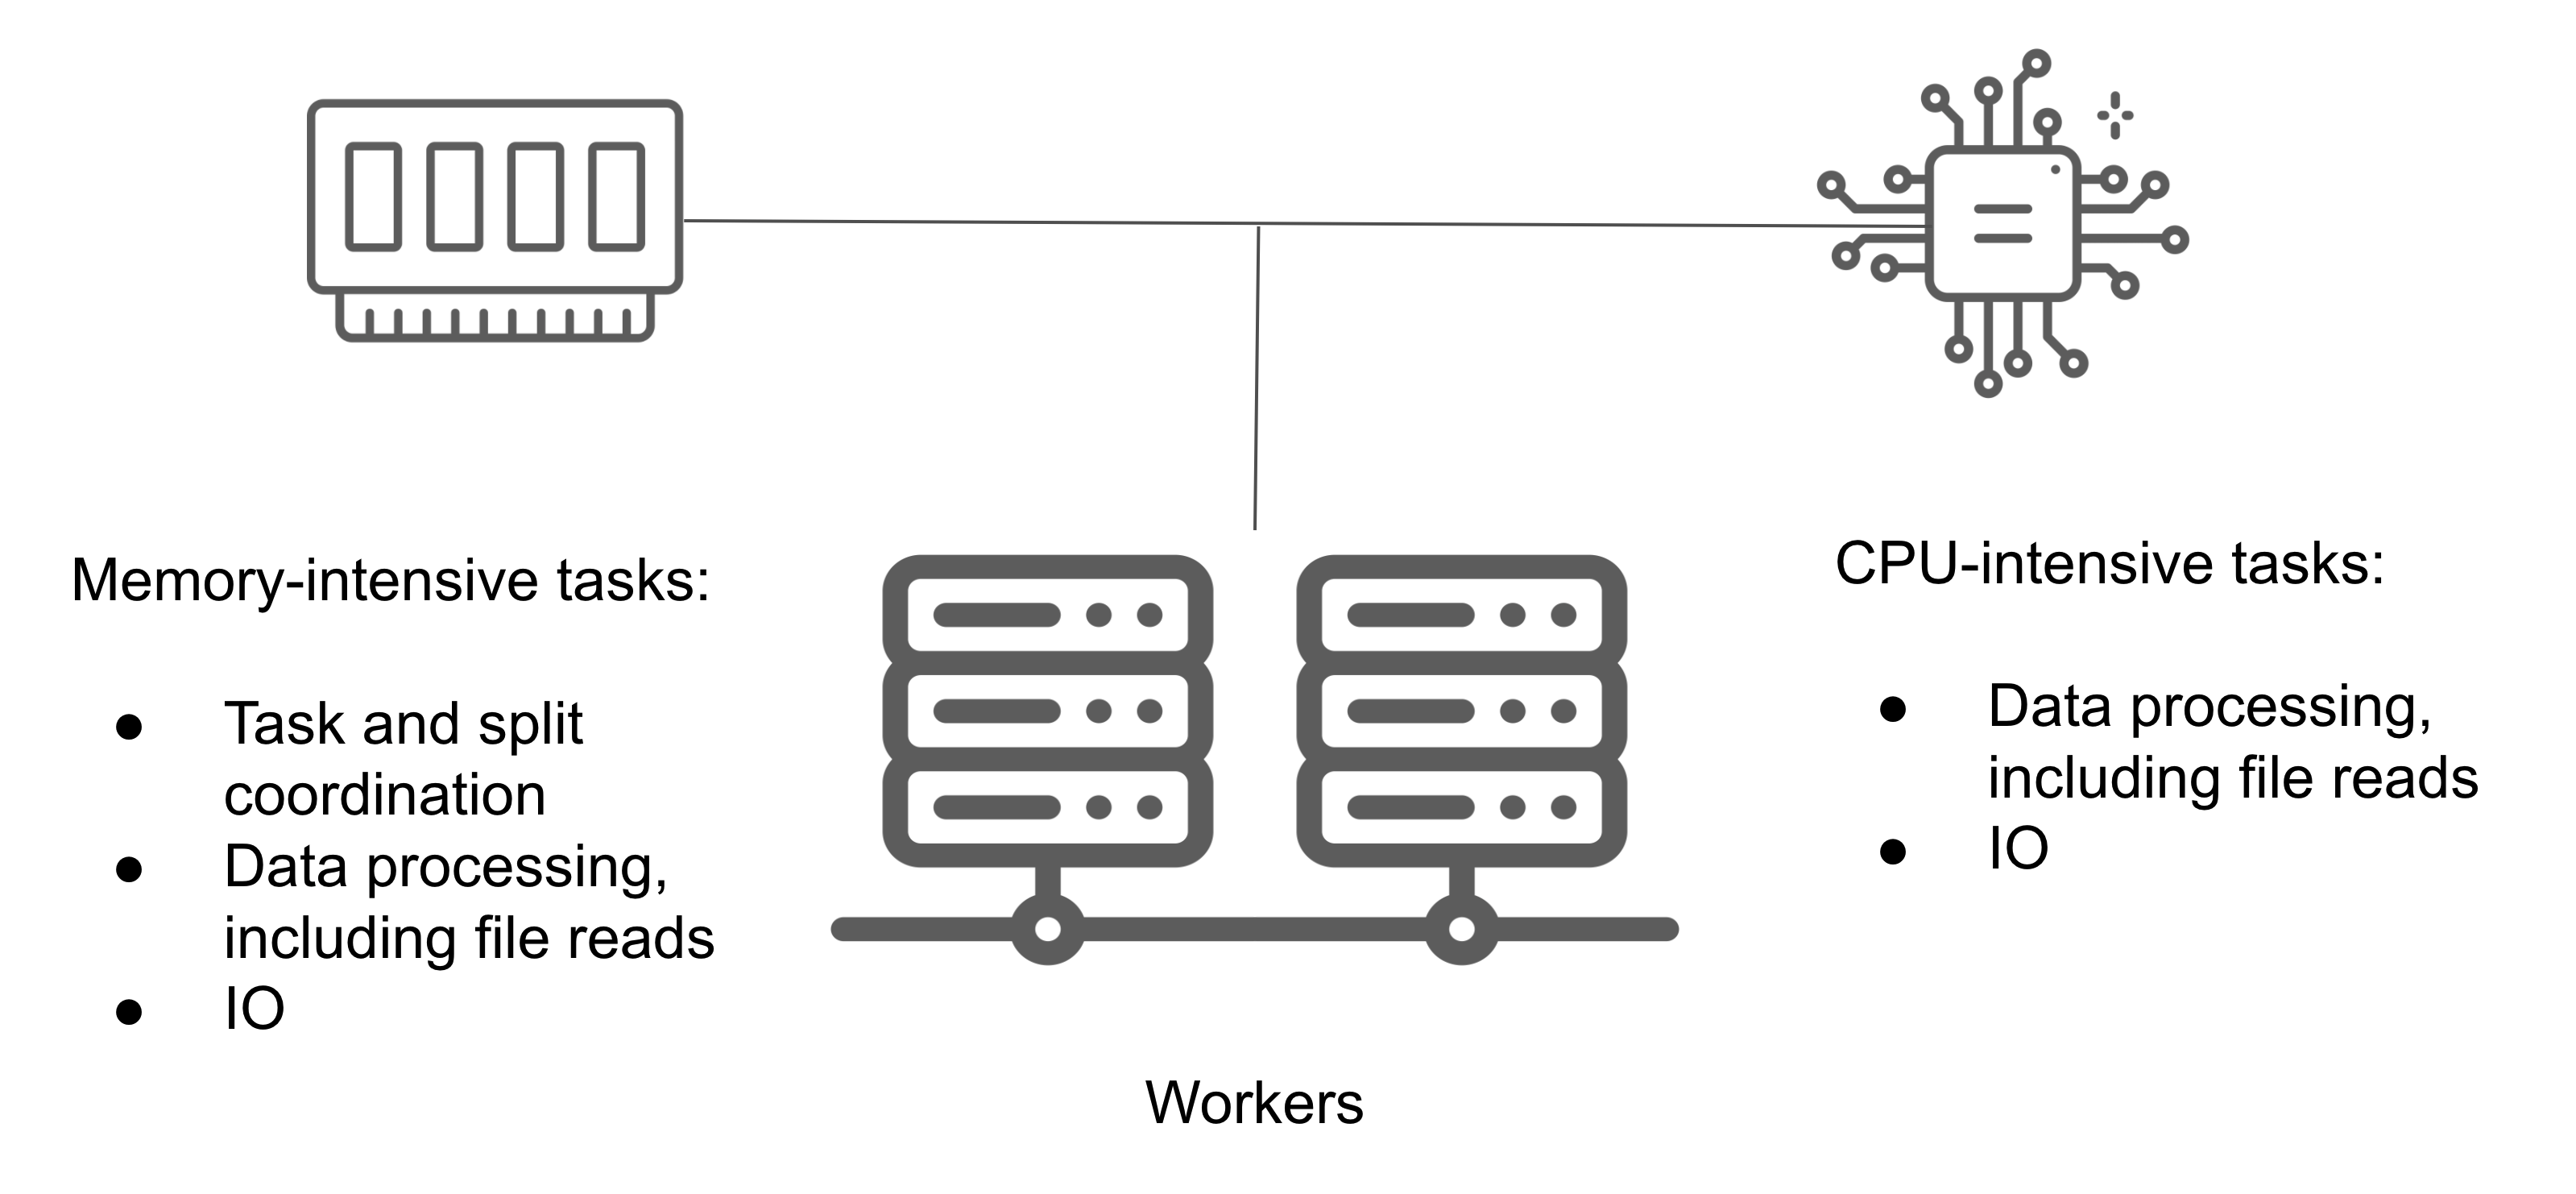 Memory-intensive tasks:
● Task and split
coordination
● Data processing,
including file reads
● IO
Workers
CPU-intensive tasks:
● Data processing,
including file reads
● IO